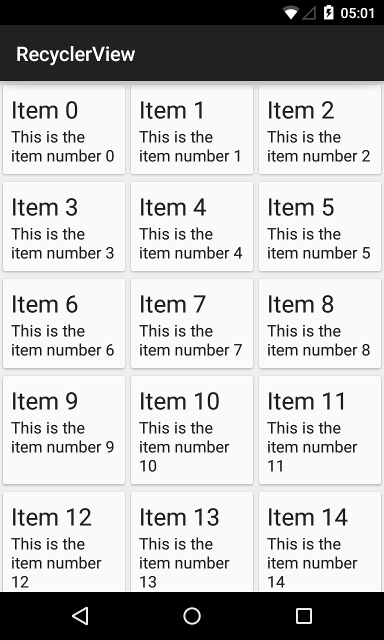 05:01
RecyclerView
Item 0
This is the
item number 0
Item 1
This is the
item number 1
Item 2
This is the
item number 2
Item 3
This is the
item number 3
Item 4
This is the
item number 4
Item 5
This is the
item number 5
Item 6
This is the
item number 6
Item 7
This is the
item number 7
Item 8
This is the
item number 8
Item 9
This is the
item number 9
Item 10
This is the
item number
10
Item 11
This is the
item number
11
Item 12
This is the
item number
12
Item 13
This is the
item number
13
Item 14
This is the
item number
14